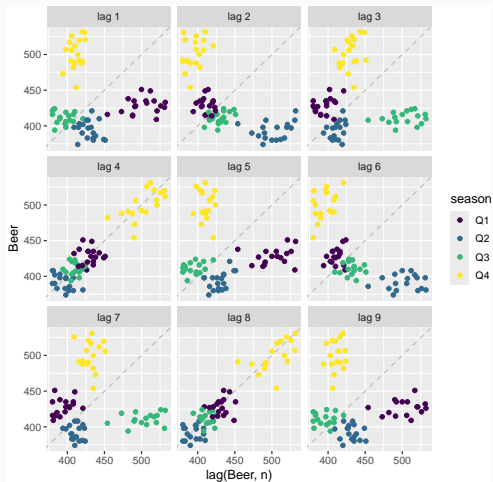 lag 1 lag 2 lag 3
500
450
400
lag 4 lag 5 lag 6
500
450
400
Beer
lag 7 lag 8 lag 9
500
450
400
400 450 500 400 450 500 400 450 500
lag(Beer, n)
season
Q1
Q2
Q3
Q4